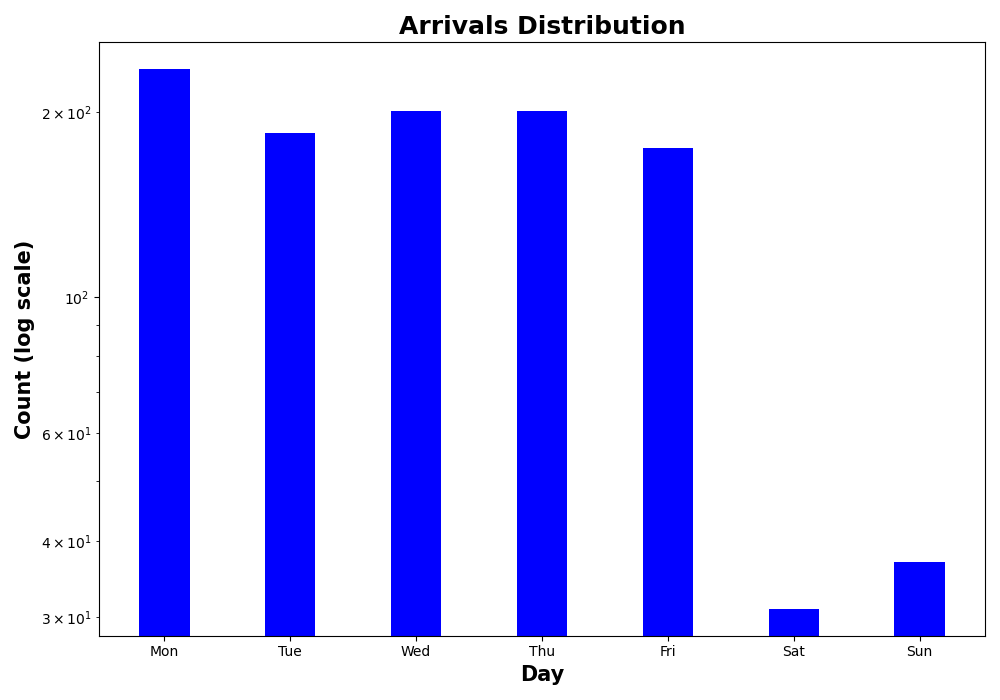 Arrivals Distribution
Count (log scale)
2 × 10²
10²
6 × 10¹
4 × 10¹
3 × 10¹
Mon Tue Wed Thu Fri Sat Sun
Day